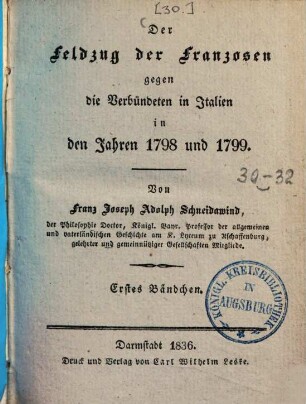 [30.]
Der
Feldzug der Franzosen
gegen
die Verbündeten in Italien
in
den Jahren 1798 und 1799.
30-32
Von
Franz Joseph Adolph Schneidawind,
der Philosophie Doctor, Königl. Bayr. Professor der allgemeinen
und vaterländischen Geschichte am K. Lyceum zu Aschaffenburg,
gelehrter und gemeinnütziger Gesellschaften Mitgliede.
Erstes Bändchen.
KÖNIGL. KREISBIBLIOTHEK
IN
AUGSBURG
Darmstadt 1836.
Druck und Verlag von Carl Wilhelm Leske.